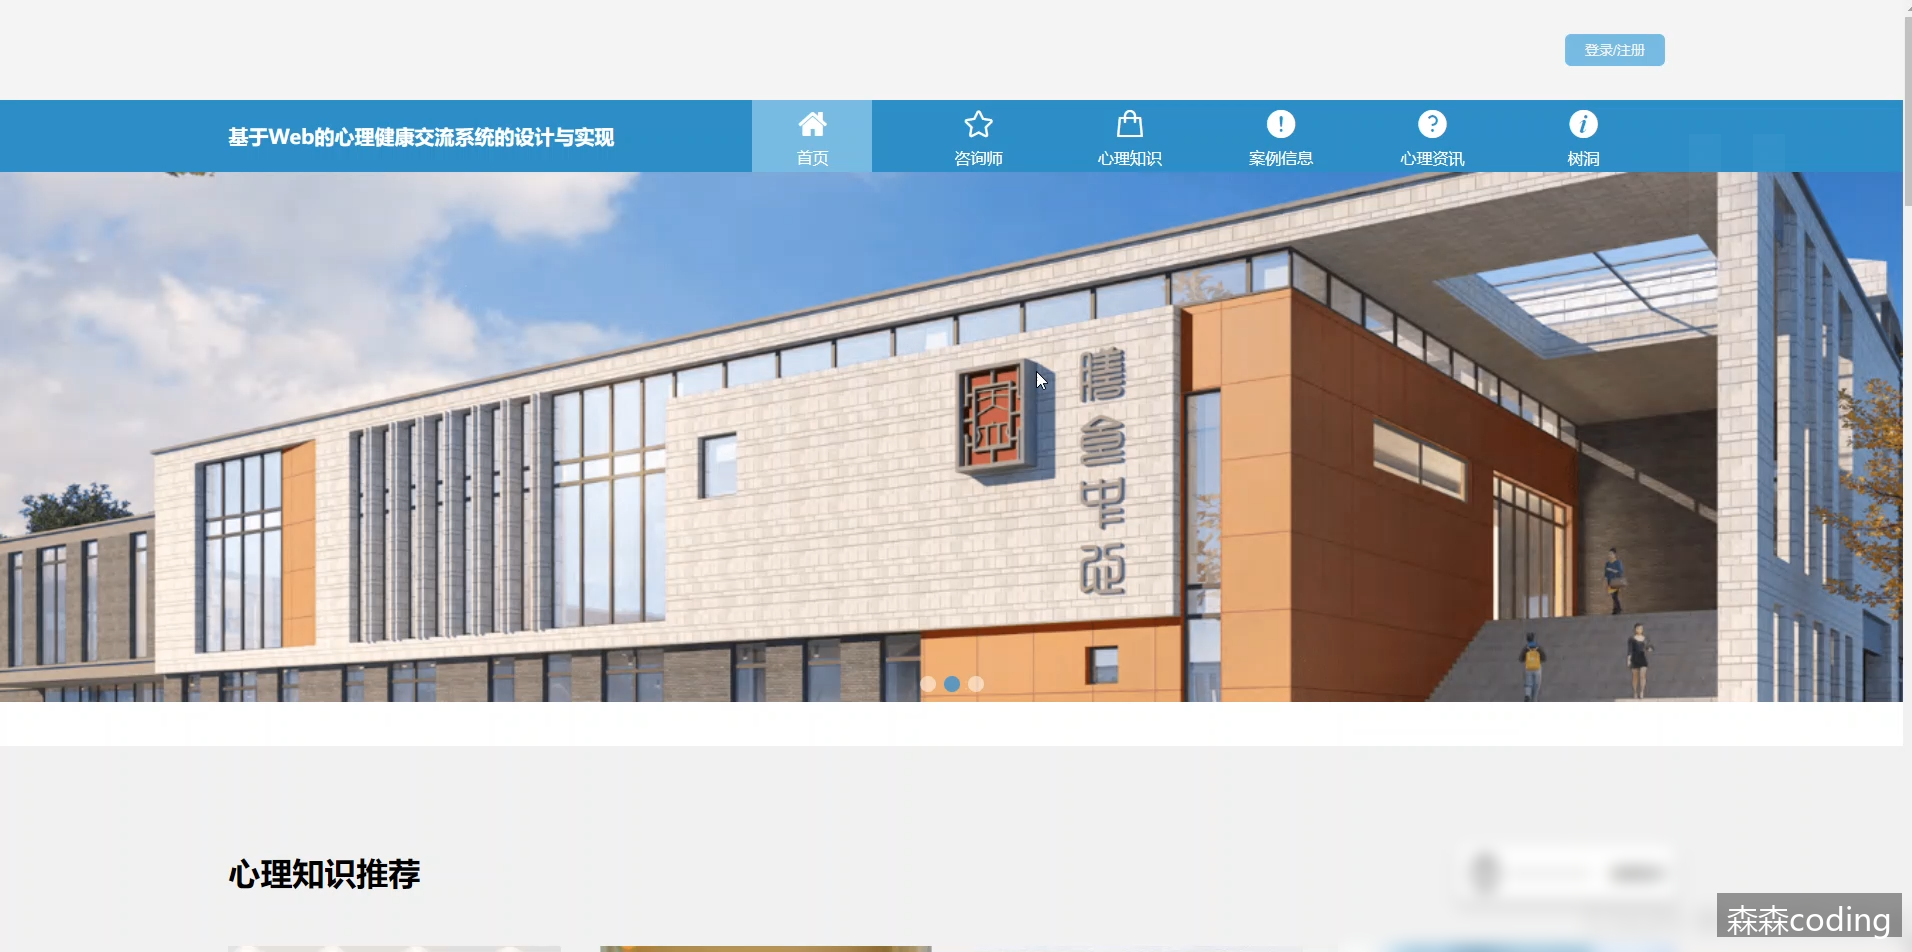 登录/注册
基于Web的心理健康交流系统的设计与实现
首页
咨询师
心理知识
案例信息
心理资讯
树洞
膳食中心
心理知识推荐
森森coding